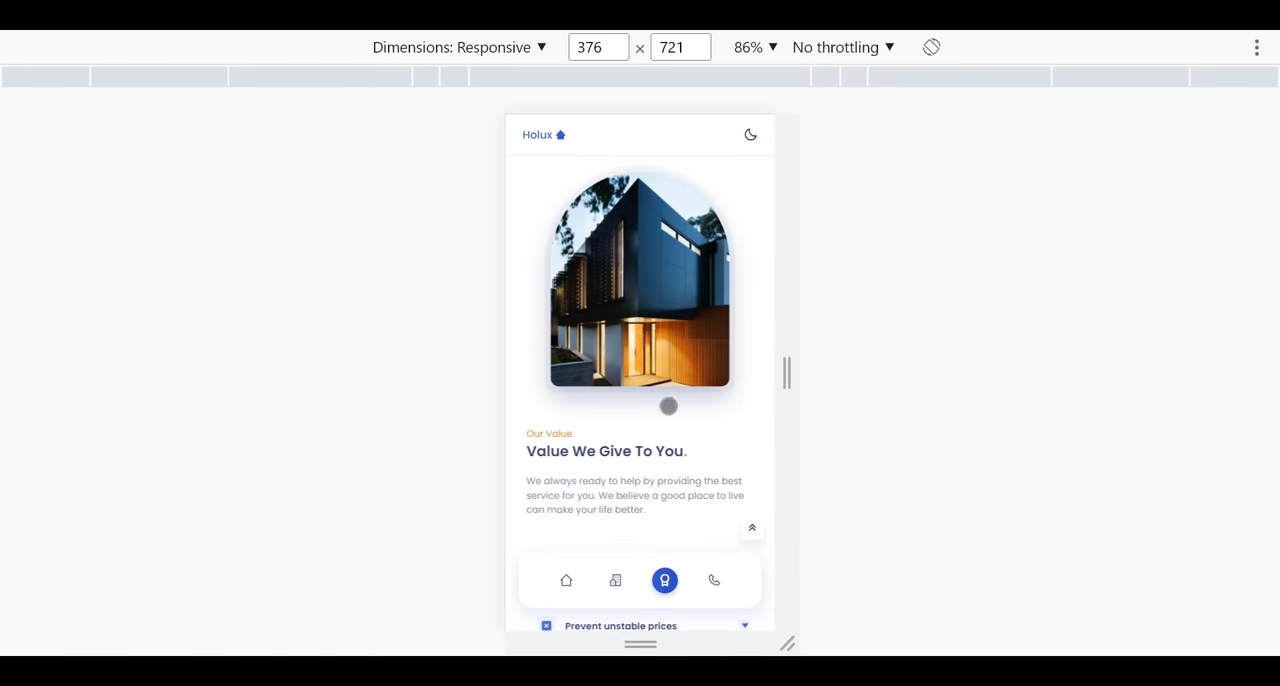 Dimensions: Responsive ▼ 376 × 721 86% ▼ No throttling ▼
Holux
Our Value
Value We Give To You.
We always ready to help by providing the best
service for you. We believe a good place to live
can make your life better.
Prevent unstable prices